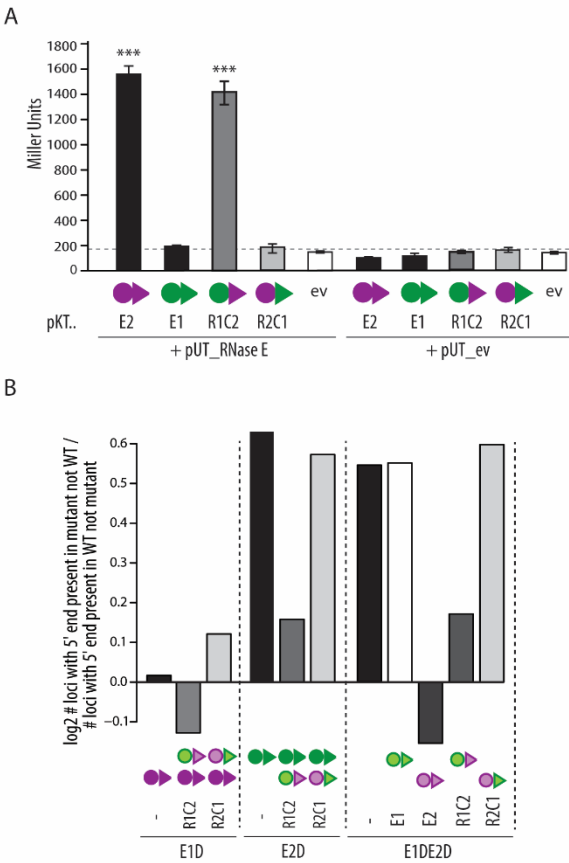 A
Miller Units
1800
1600
1400
1200
1000
800
600
400
200
0
***
***
ev
ev
pKT.. E2 E1 R1C2 R2C1 E2 E1 R1C2 R2C1
+ pUT_RNase E + pUT_ev
B
log2 # loci with 5' end present in mutant not WT /
# loci with 5' end present in WT not mutant
0.6
0.5
0.4
0.3
0.2
0.1
0.0
−0.1
- R1C2 R2C1 - R1C2 R2C1 - E1 E2 R1C2 R2C1
E1D E2D E1DE2D